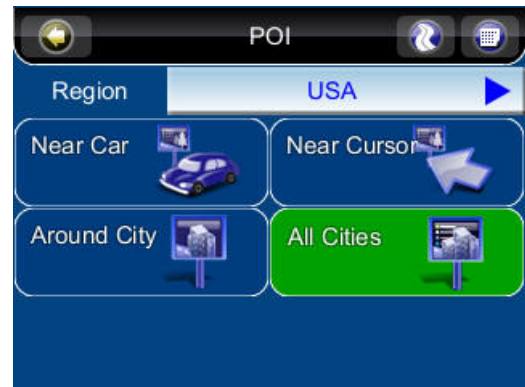 POI
Region USA
Near Car Near Cursor
Around City All Cities